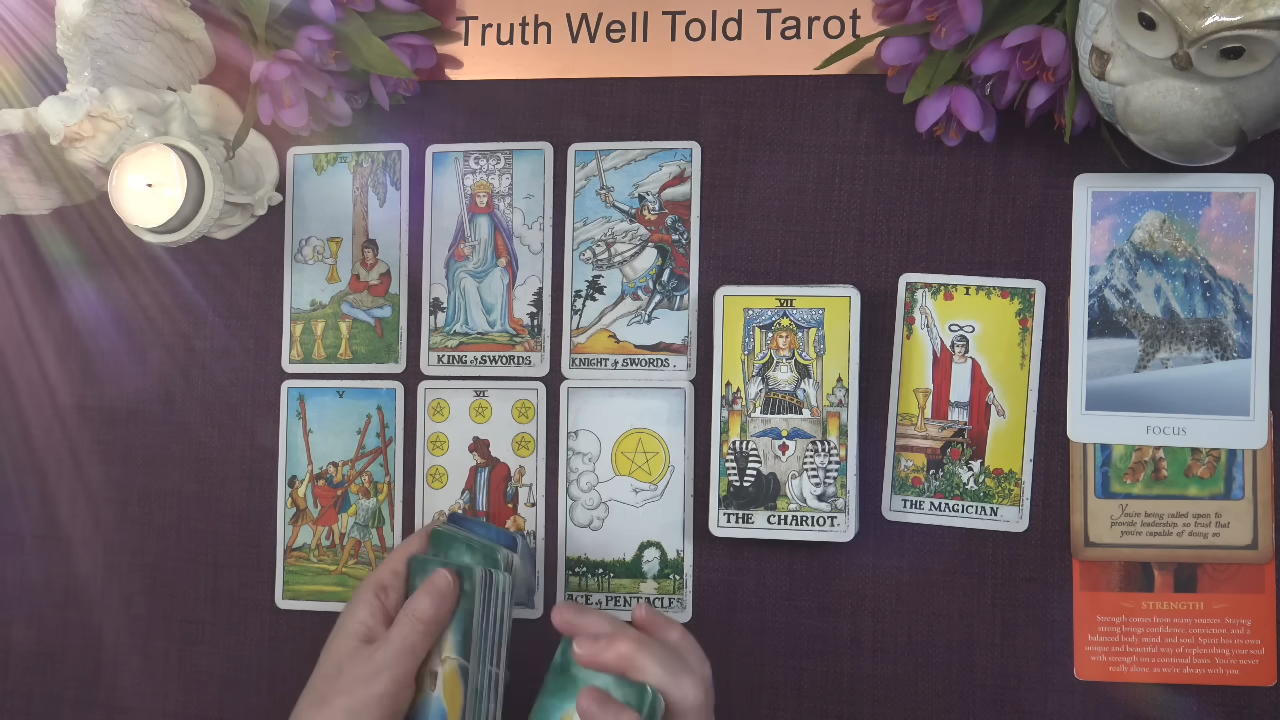 Truth Well Told Tarot
IV
KING of SWORDS.
KNIGHT of SWORDS.
V
VI
ACE of PENTACLES
VII
THE CHARIOT.
I
THE MAGICIAN.
FOCUS
You're being called upon to
provide leadership, so trust that
you're capable of doing so
STRENGTH
Strength comes from many sources. Staying
strong brings confidence, conviction, and a
balanced body, mind, and soul. Spirit has its own
unique and beautiful way of replenishing your soul
with strength on a continual basis. You're never
really alone, as we're always with you.